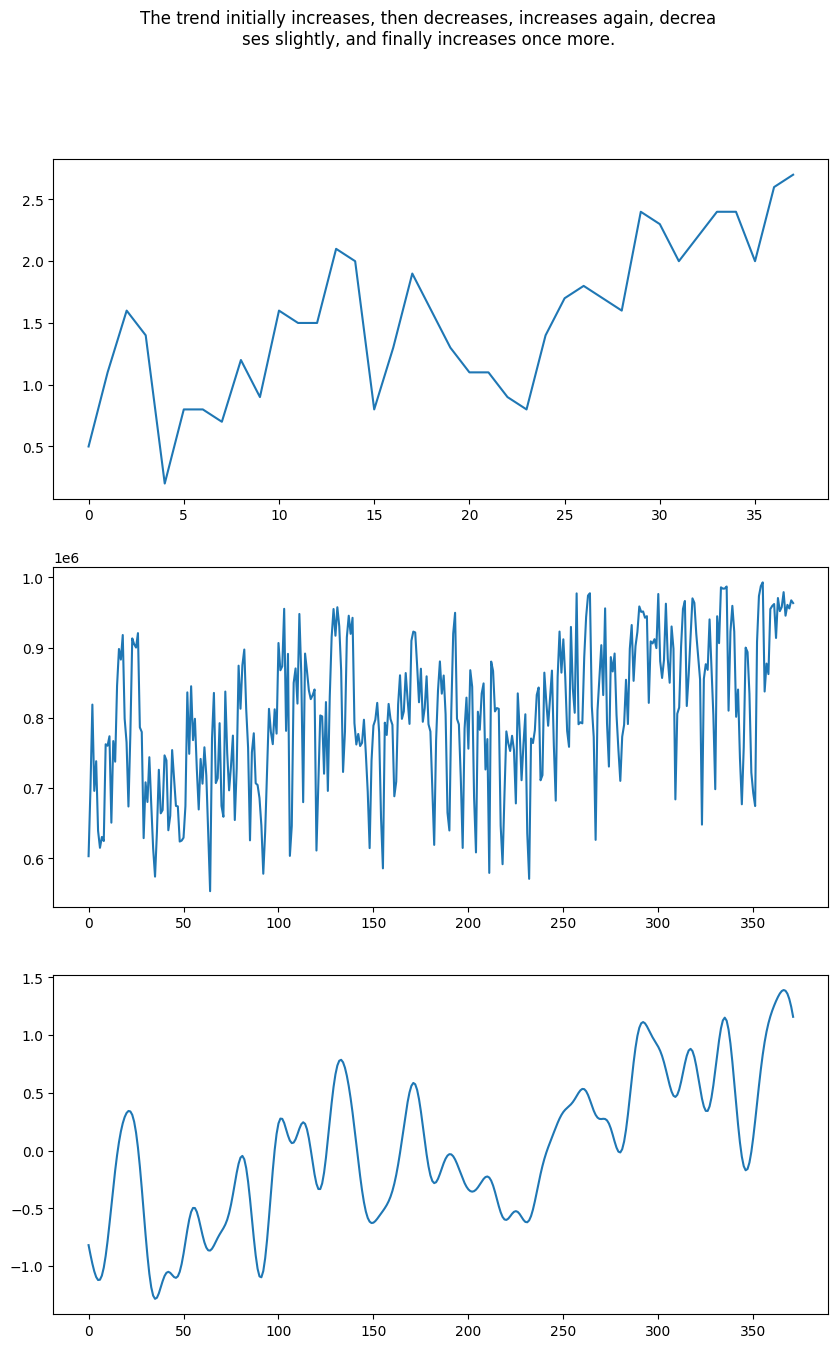 The trend initially increases, then decreases, increases again, decrea
ses slightly, and finally increases once more.
2.5
2.0
1.5
1.0
0.5
0 5 10 15 20 25 30 35
1e6
1.0
0.9
0.8
0.7
0.6
0 50 100 150 200 250 300 350
1.5
1.0
0.5
0.0
−0.5
−1.0
0 50 100 150 200 250 300 350